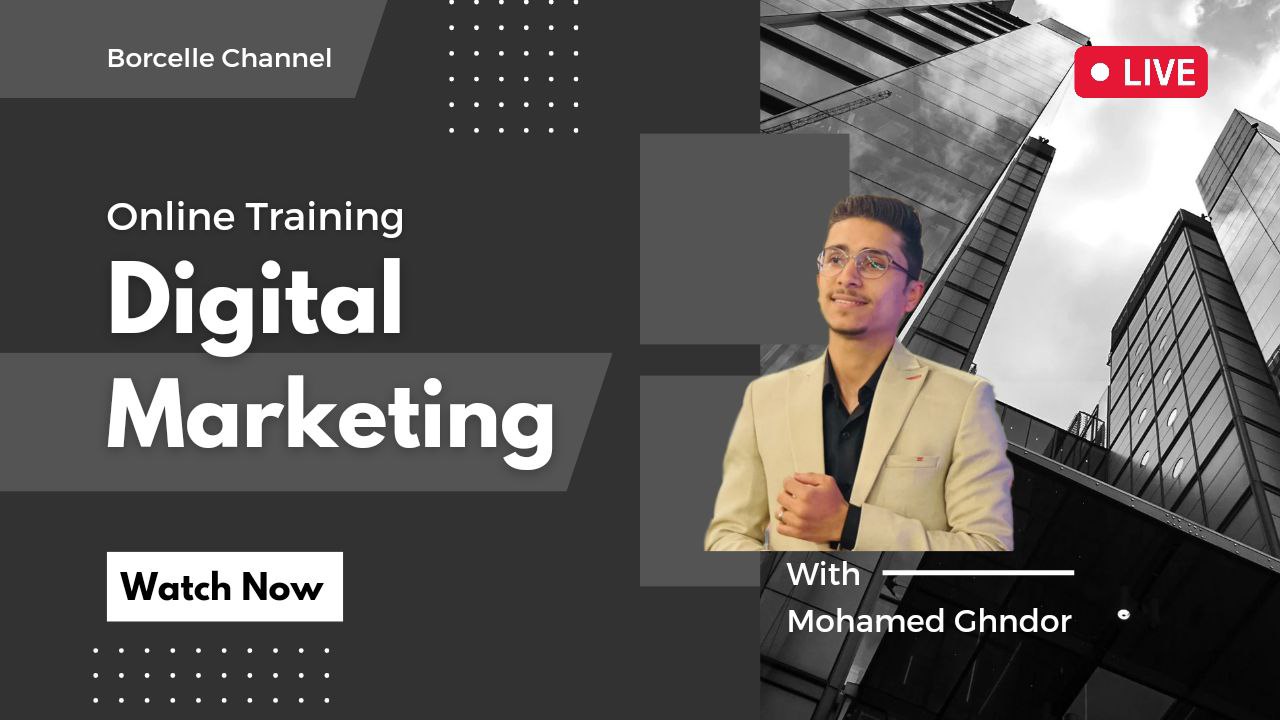 Borcelle Channel
LIVE
Online Training
Digital
Marketing
Watch Now
With
Mohamed Ghndor